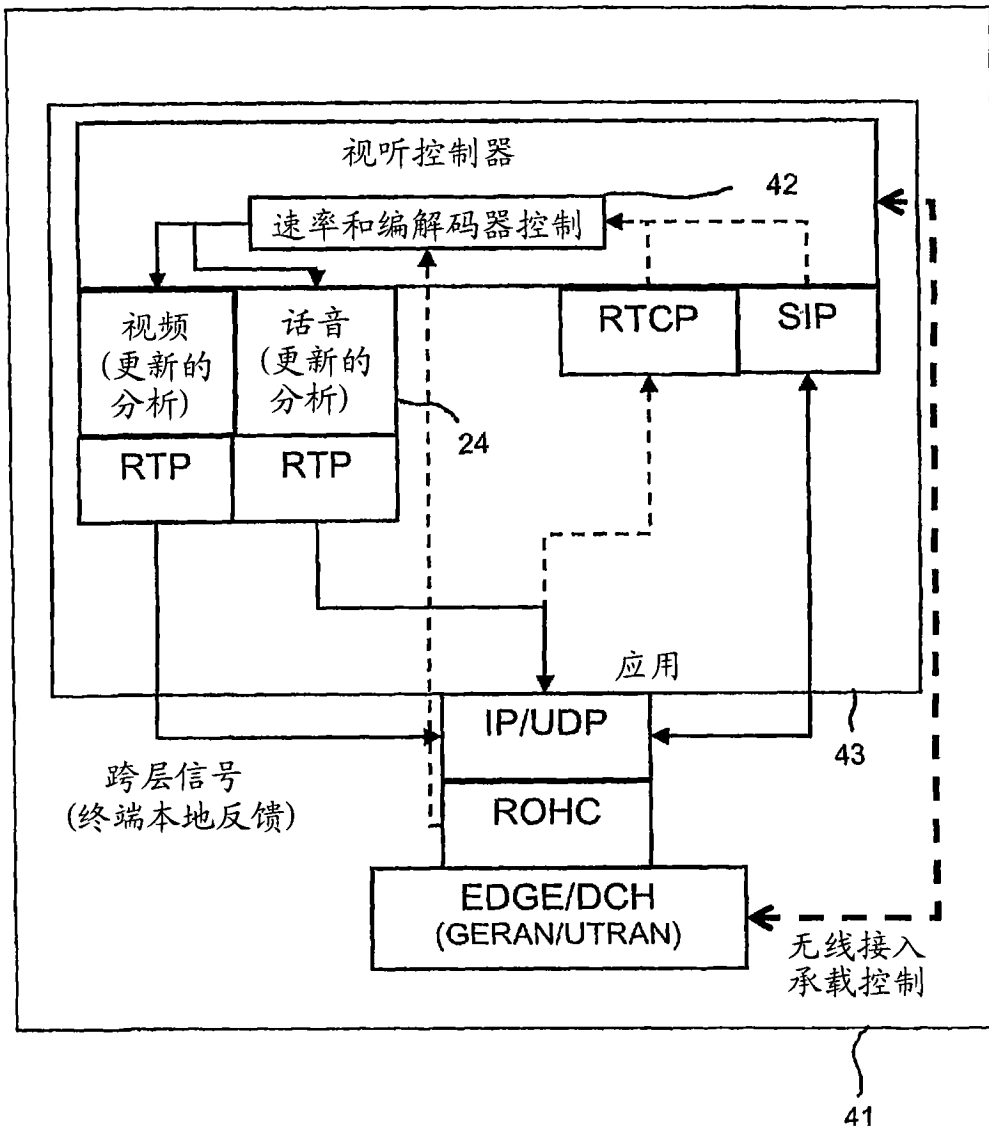 视听控制器
42
速率和编解码器控制
视频
(更新的
分析)
话音
(更新的
分析)
RTCP
SIP
24
RTP
RTP
应用
IP/UDP
43
跨层信号
(终端本地反馈)
ROHC
EDGE/DCH
(GERAN/UTRAN)
无线接入
承载控制
41